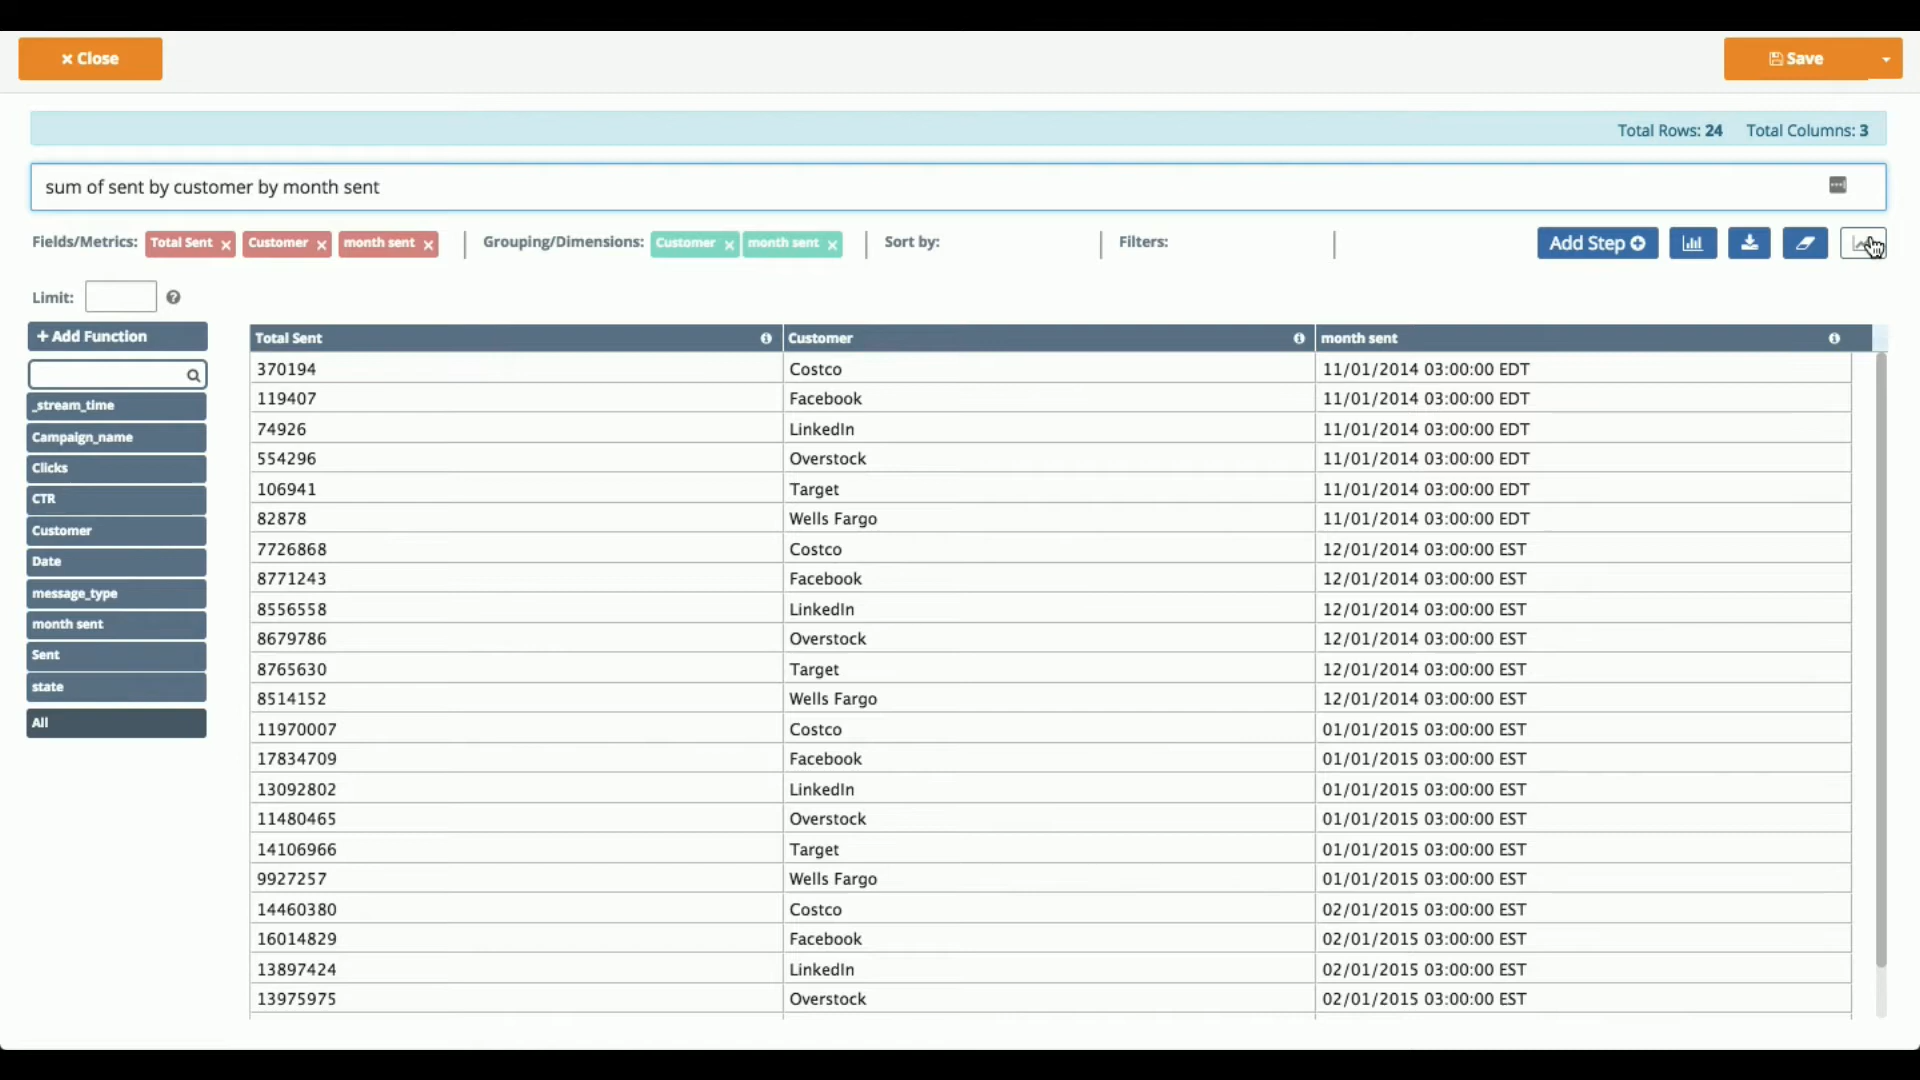 × Close
Save
Total Rows: 24 Total Columns: 3
sum of sent by customer by month sent
Fields/Metrics: Total Sent × Customer × month sent × Grouping/Dimensions: Customer × month sent × Sort by: Filters: Add Step
Limit:
+ Add Function
_stream_time
Campaign_name
Clicks
CTR
Customer
Date
message_type
month sent
Sent
state
All
Total Sent Customer month sent
370194 Costco 11/01/2014 03:00:00 EDT
119407 Facebook 11/01/2014 03:00:00 EDT
74926 LinkedIn 11/01/2014 03:00:00 EDT
554296 Overstock 11/01/2014 03:00:00 EDT
106941 Target 11/01/2014 03:00:00 EDT
82878 Wells Fargo 11/01/2014 03:00:00 EDT
7726868 Costco 12/01/2014 03:00:00 EST
8771243 Facebook 12/01/2014 03:00:00 EST
8556558 LinkedIn 12/01/2014 03:00:00 EST
8679786 Overstock 12/01/2014 03:00:00 EST
8765630 Target 12/01/2014 03:00:00 EST
8514152 Wells Fargo 12/01/2014 03:00:00 EST
11970007 Costco 01/01/2015 03:00:00 EST
17834709 Facebook 01/01/2015 03:00:00 EST
13092802 LinkedIn 01/01/2015 03:00:00 EST
11480465 Overstock 01/01/2015 03:00:00 EST
14106966 Target 01/01/2015 03:00:00 EST
9927257 Wells Fargo 01/01/2015 03:00:00 EST
14460380 Costco 02/01/2015 03:00:00 EST
16014829 Facebook 02/01/2015 03:00:00 EST
13897424 LinkedIn 02/01/2015 03:00:00 EST
13975975 Overstock 02/01/2015 03:00:00 EST